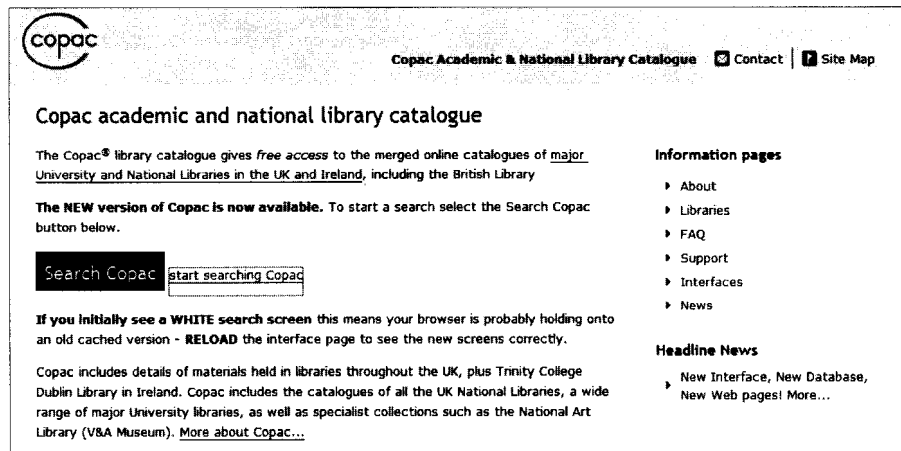 copac
Copac Academic & National Library Catalogue Contact Site Map
Copac academic and national library catalogue
The Copac® library catalogue gives free access to the merged online catalogues of major
University and National Libraries in the UK and Ireland, including the British Library
The NEW version of Copac is now available. To start a search select the Search Copac
button below.
Search Copac start searching Copac
If you initially see a WHITE search screen this means your browser is probably holding onto
an old cached version - RELOAD the interface page to see the new screens correctly.
Copac includes details of materials held in libraries throughout the UK, plus Trinity College
Dublin Library in Ireland. Copac includes the catalogues of all the UK National Libraries, a wide
range of major University libraries, as well as specialist collections such as the National Art
Library (V&A Museum). More about Copac...
Information pages
About
Libraries
FAQ
Support
Interfaces
News
Headline News
New Interface, New Database,
New Web pages! More...